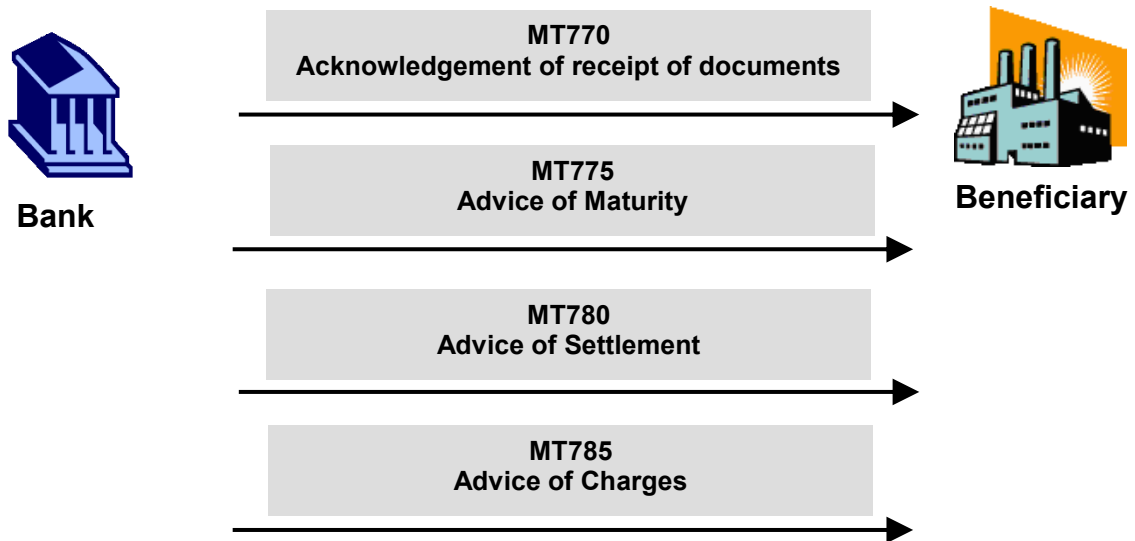 MT770
Acknowledgement of receipt of documents
Bank
MT775
Advice of Maturity
Beneficiary
MT780
Advice of Settlement
MT785
Advice of Charges